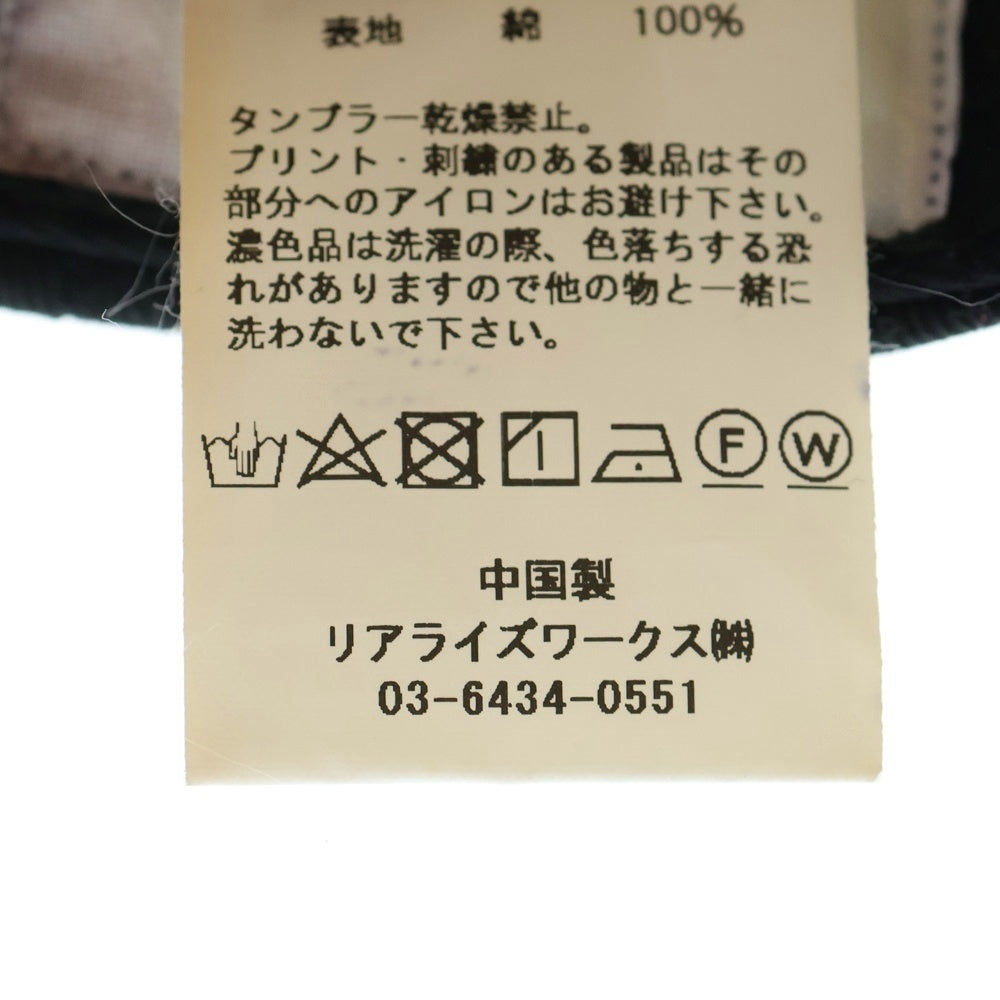 表地 綿 100%
タンブラー乾燥禁止。
プリント・刺繍のある製品はその
部分へのアイロンはお避け下さい。
濃色品は洗濯の際、色落ちする恐
れがありますので他の物と一緒に
洗わないで下さい。
F W
中国製
リアライズワークス㈱
03-6434-0551